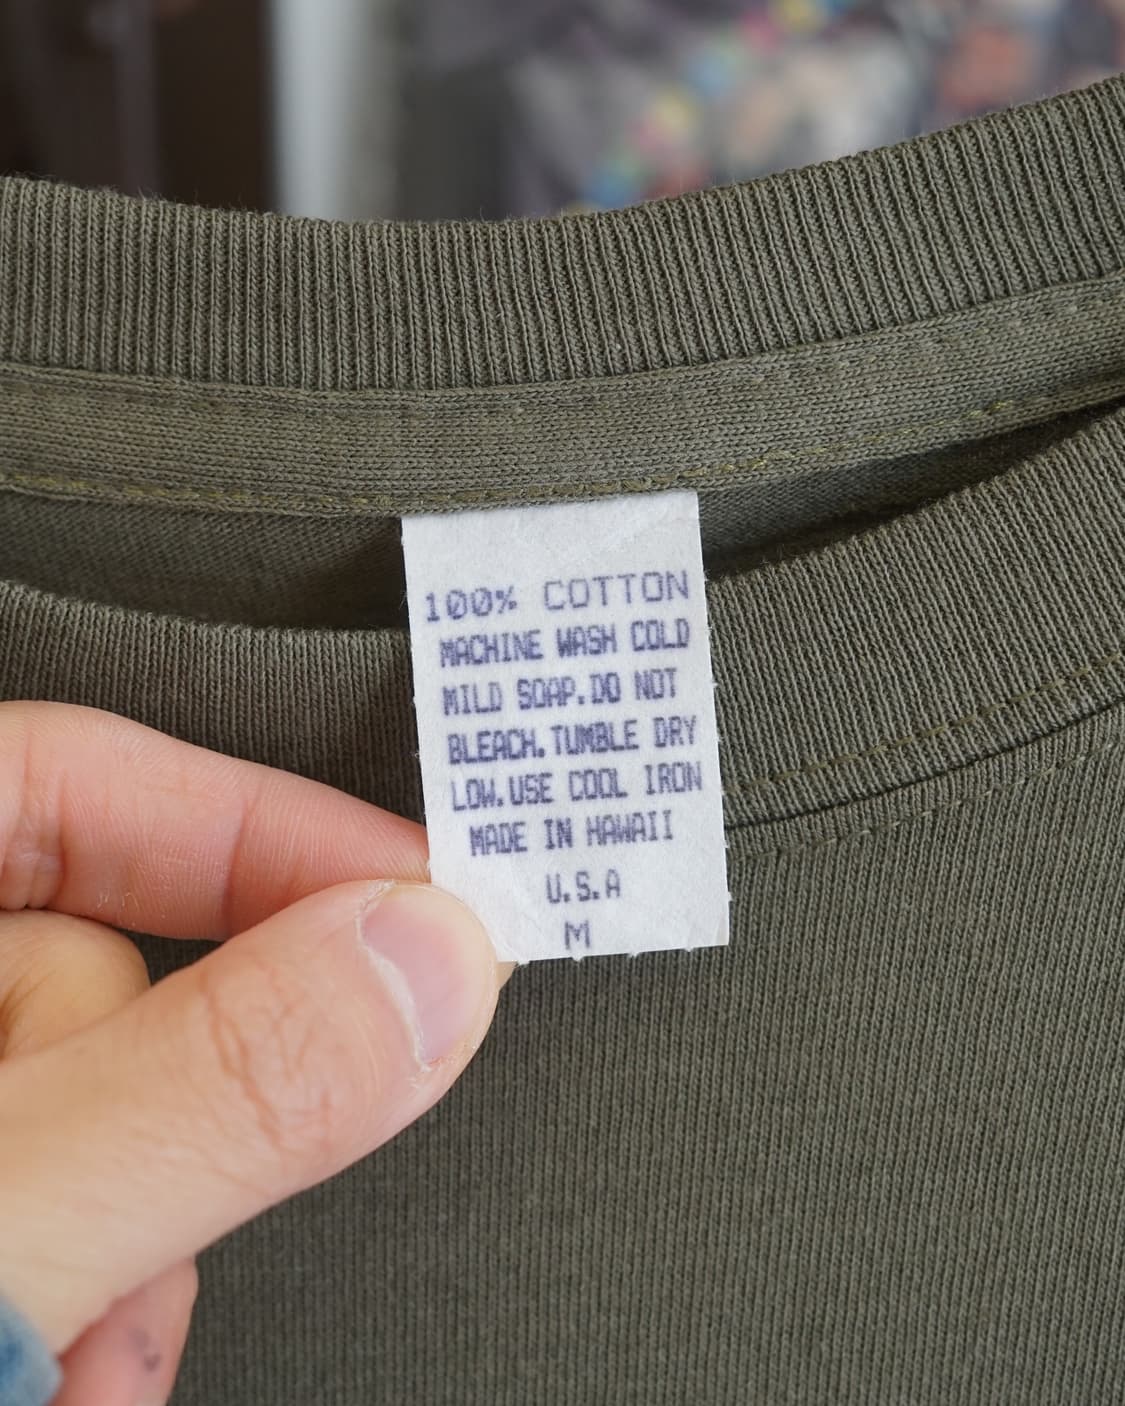 100% COTTON
MACHINE WASH COLD
MILD SOAP.DO NOT
BLEACH.TUMBLE DRY
LOW.USE COOL IRON
MADE IN HAWAII
U.S.A
M